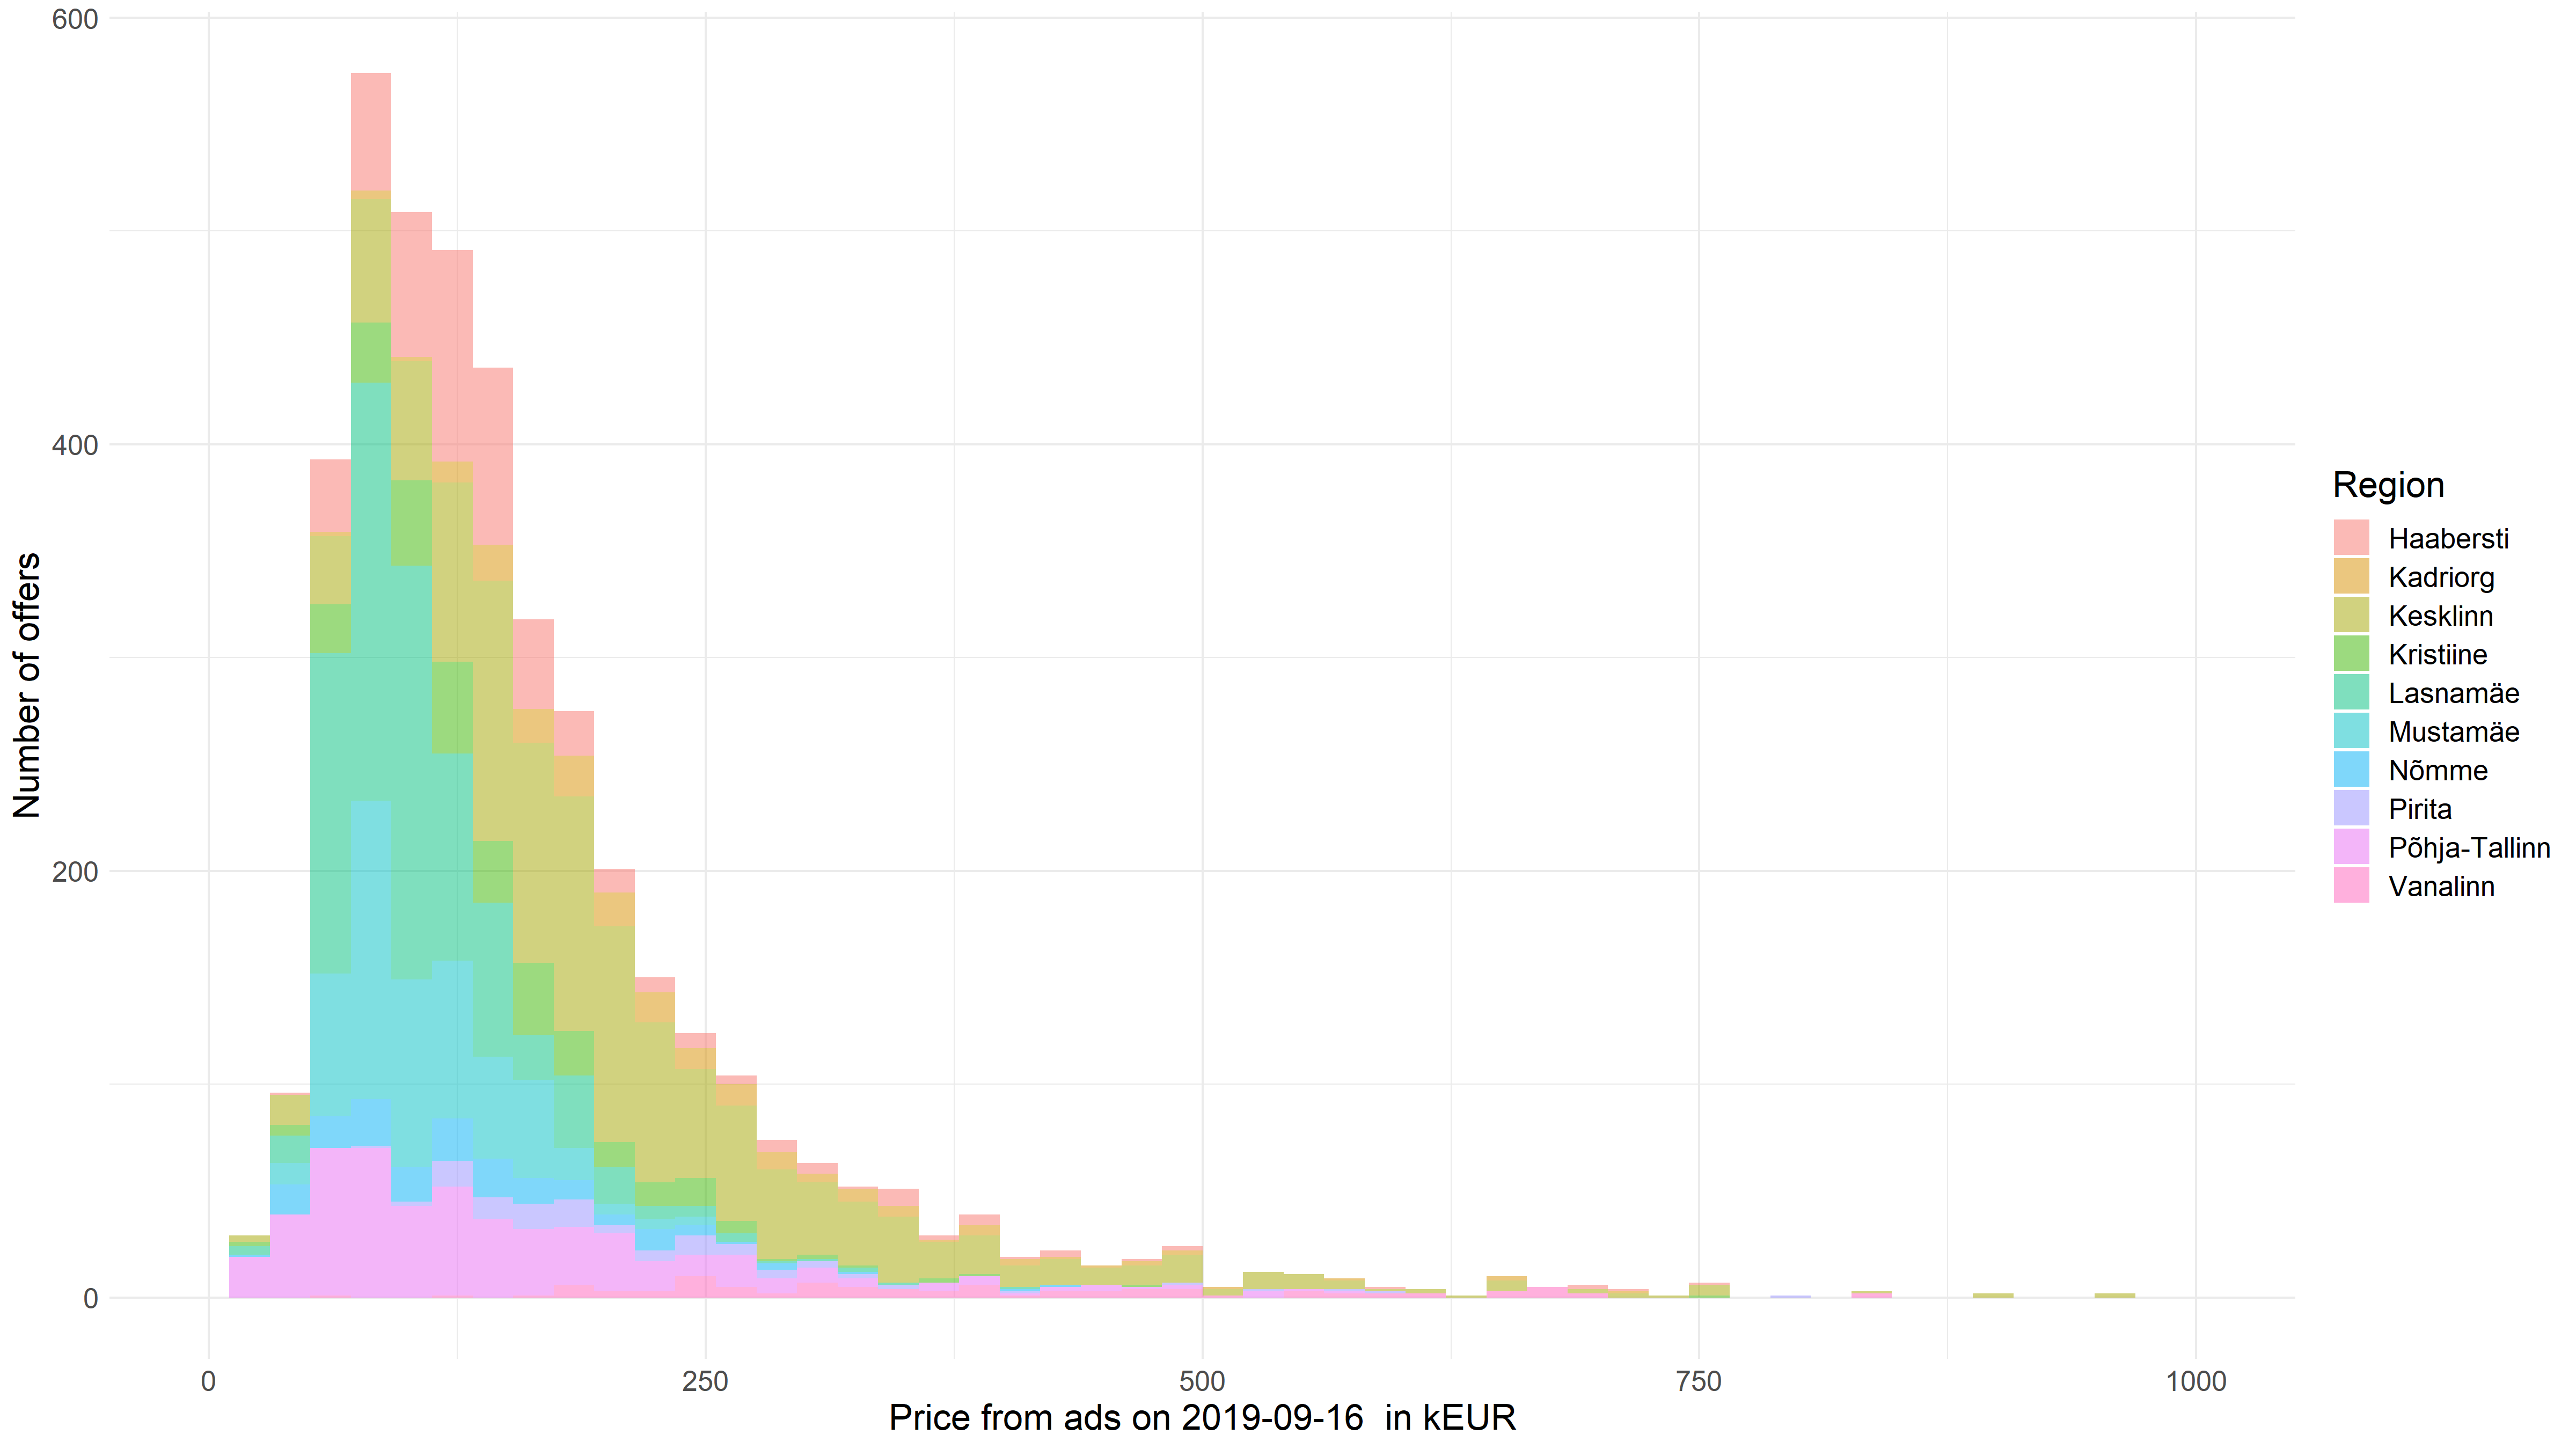 600
400
200
0
Number of offers
0 250 500 750 1000
Price from ads on 2019-09-16  in kEUR
Region
Haabersti
Kadriorg
Kesklinn
Kristiine
Lasnamäe
Mustamäe
Nõmme
Pirita
Põhja-Tallinn
Vanalinn